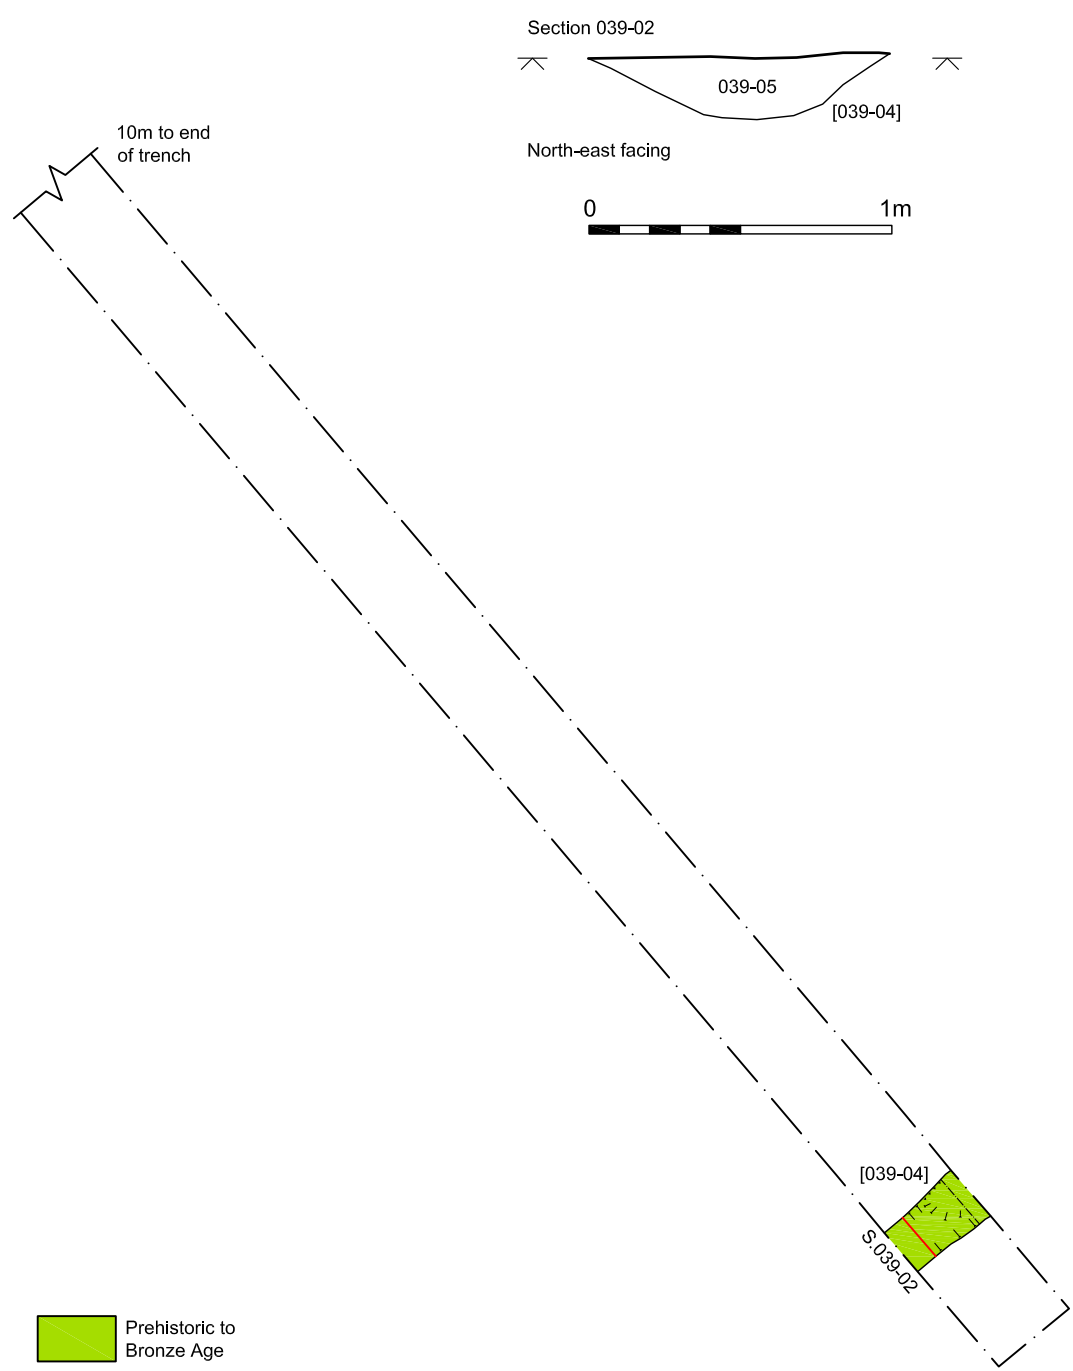 Section 039-02
039-05
[039-04]
North-east facing
0 1m
10m to end
of trench
[039-04]
S.039-02
Prehistoric to
Bronze Age